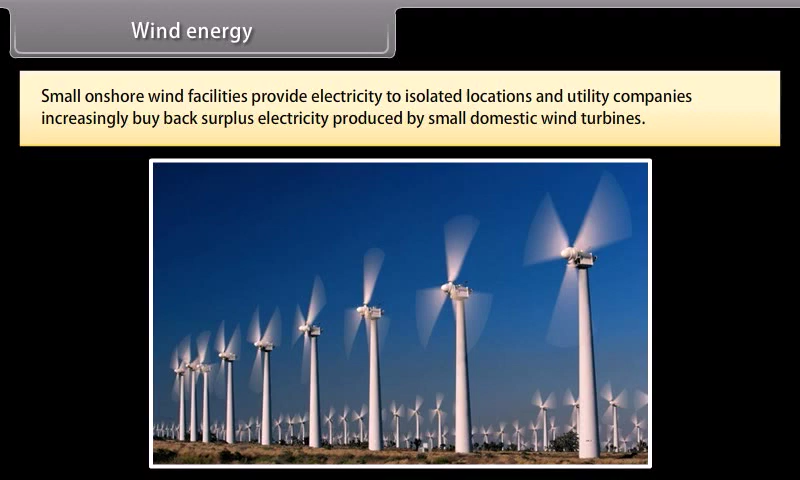 Wind energy
Small onshore wind facilities provide electricity to isolated locations and utility companies
increasingly buy back surplus electricity produced by small domestic wind turbines.